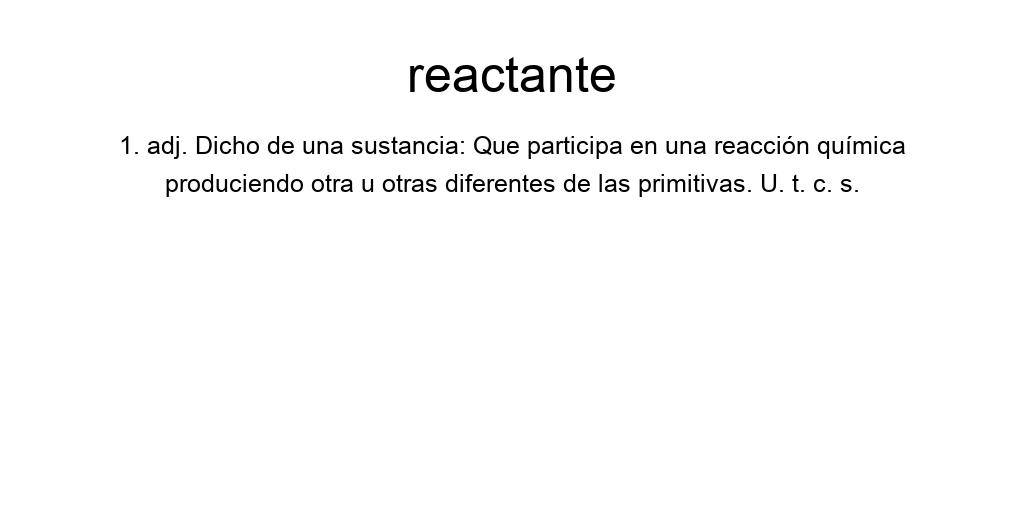 reactante
1. adj. Dicho de una sustancia: Que participa en una reacción química
produciendo otra u otras diferentes de las primitivas. U. t. c. s.